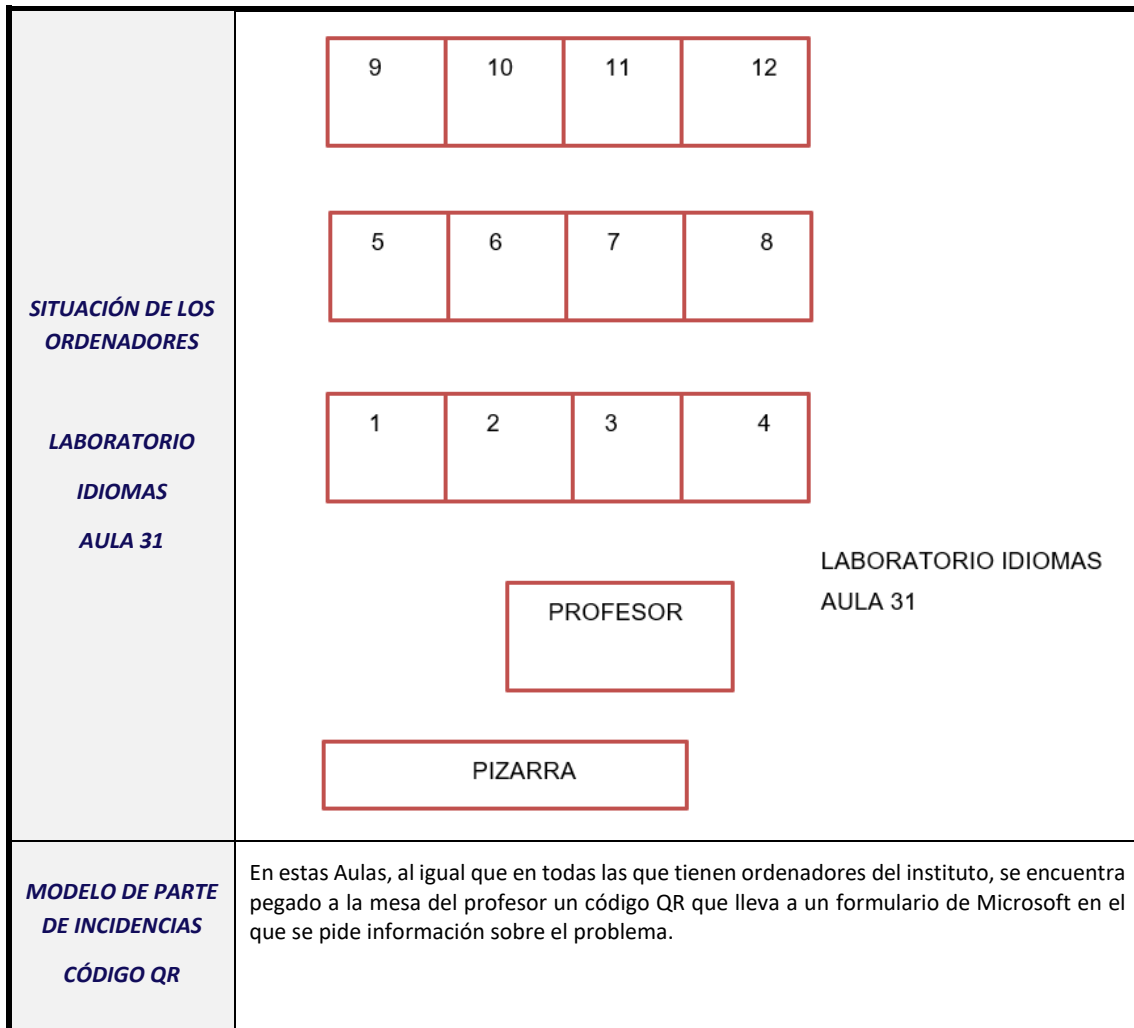 SITUACIÓN DE LOS
ORDENADORES
LABORATORIO
IDIOMAS
AULA 31
9 10 11 12
5 6 7 8
1 2 3 4
LABORATORIO IDIOMAS
AULA 31
PROFESOR
PIZARRA
MODELO DE PARTE
DE INCIDENCIAS
CÓDIGO QR
En estas Aulas, al igual que en todas las que tienen ordenadores del instituto, se encuentra
pegado a la mesa del profesor un código QR que lleva a un formulario de Microsoft en el
que se pide información sobre el problema.